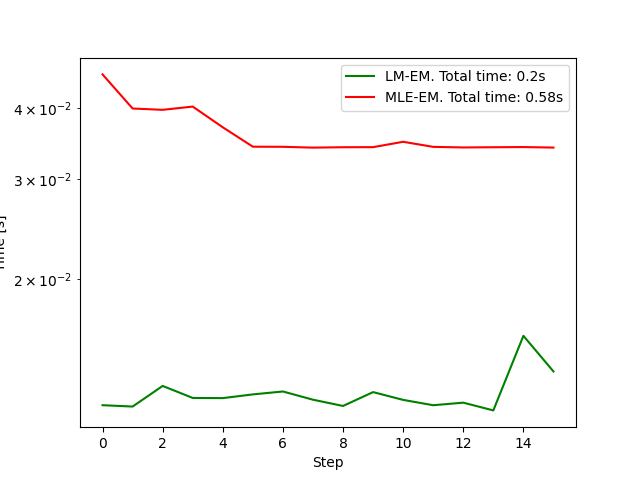 LM-EM. Total time: 0.2s
MLE-EM. Total time: 0.58s
4 × 10⁻²
3 × 10⁻²
2 × 10⁻²
[s]
0 2 4 6 8 10 12 14
Step